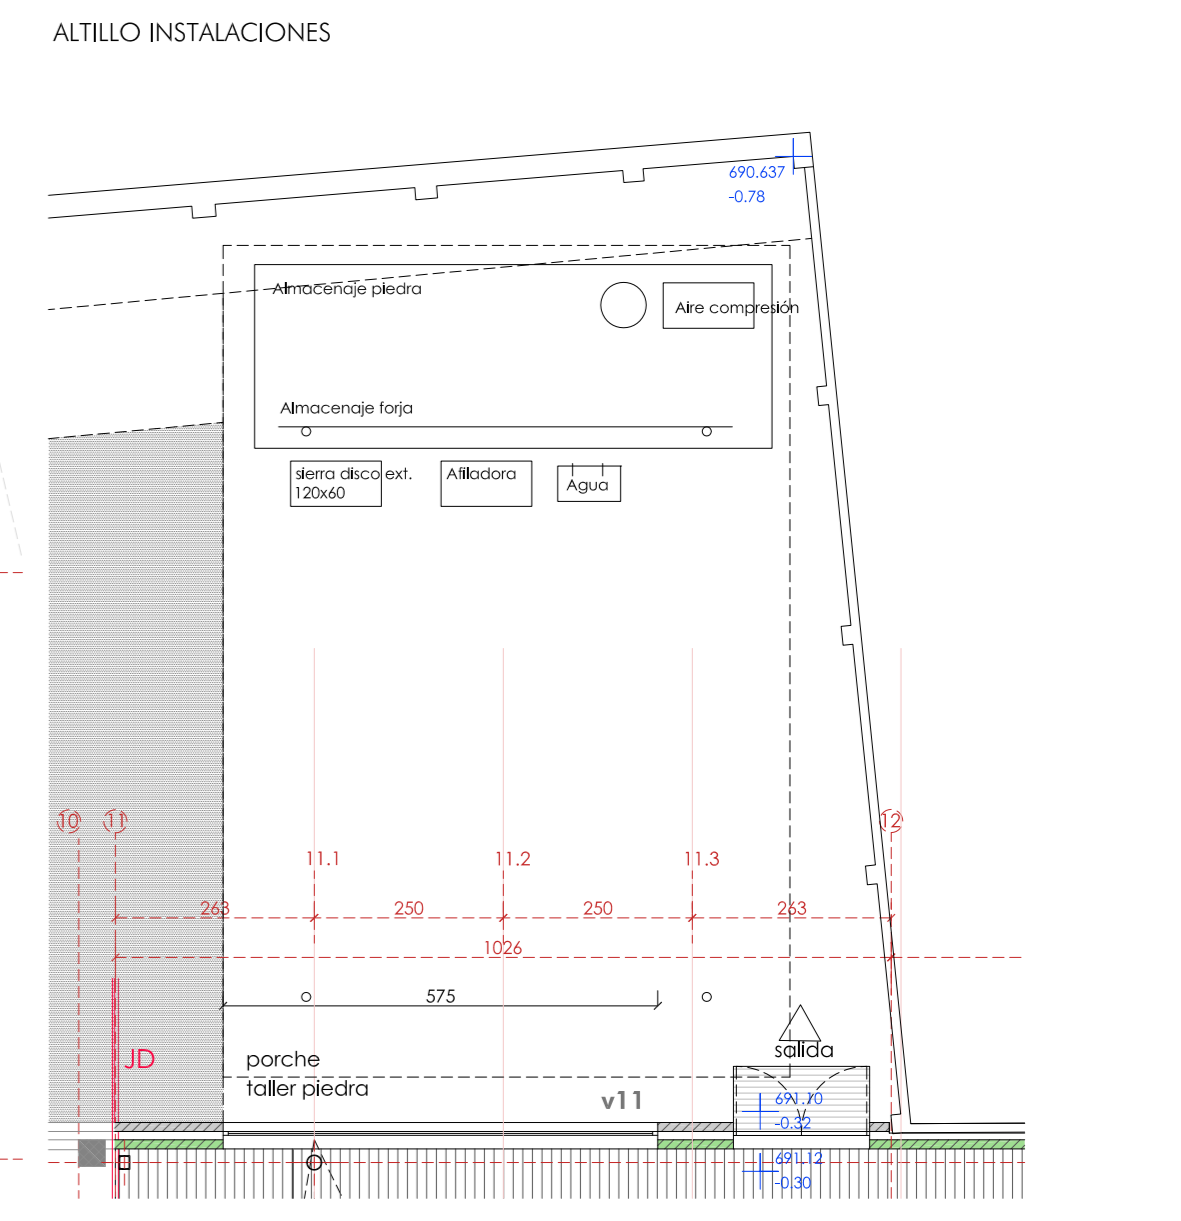 ALTILLO INSTALACIONES
690.637
-0.78
Almacenaje piedra
Aire compresión
Almacenaje forja
sierra disco ext.
120x60
Afiladora
Agua
10
11
12
11.1
11.2
11.3
263
250
250
263
1026
575
JD
porche
taller piedra
salida
v11
691.10
-0.32
691.12
-0.30